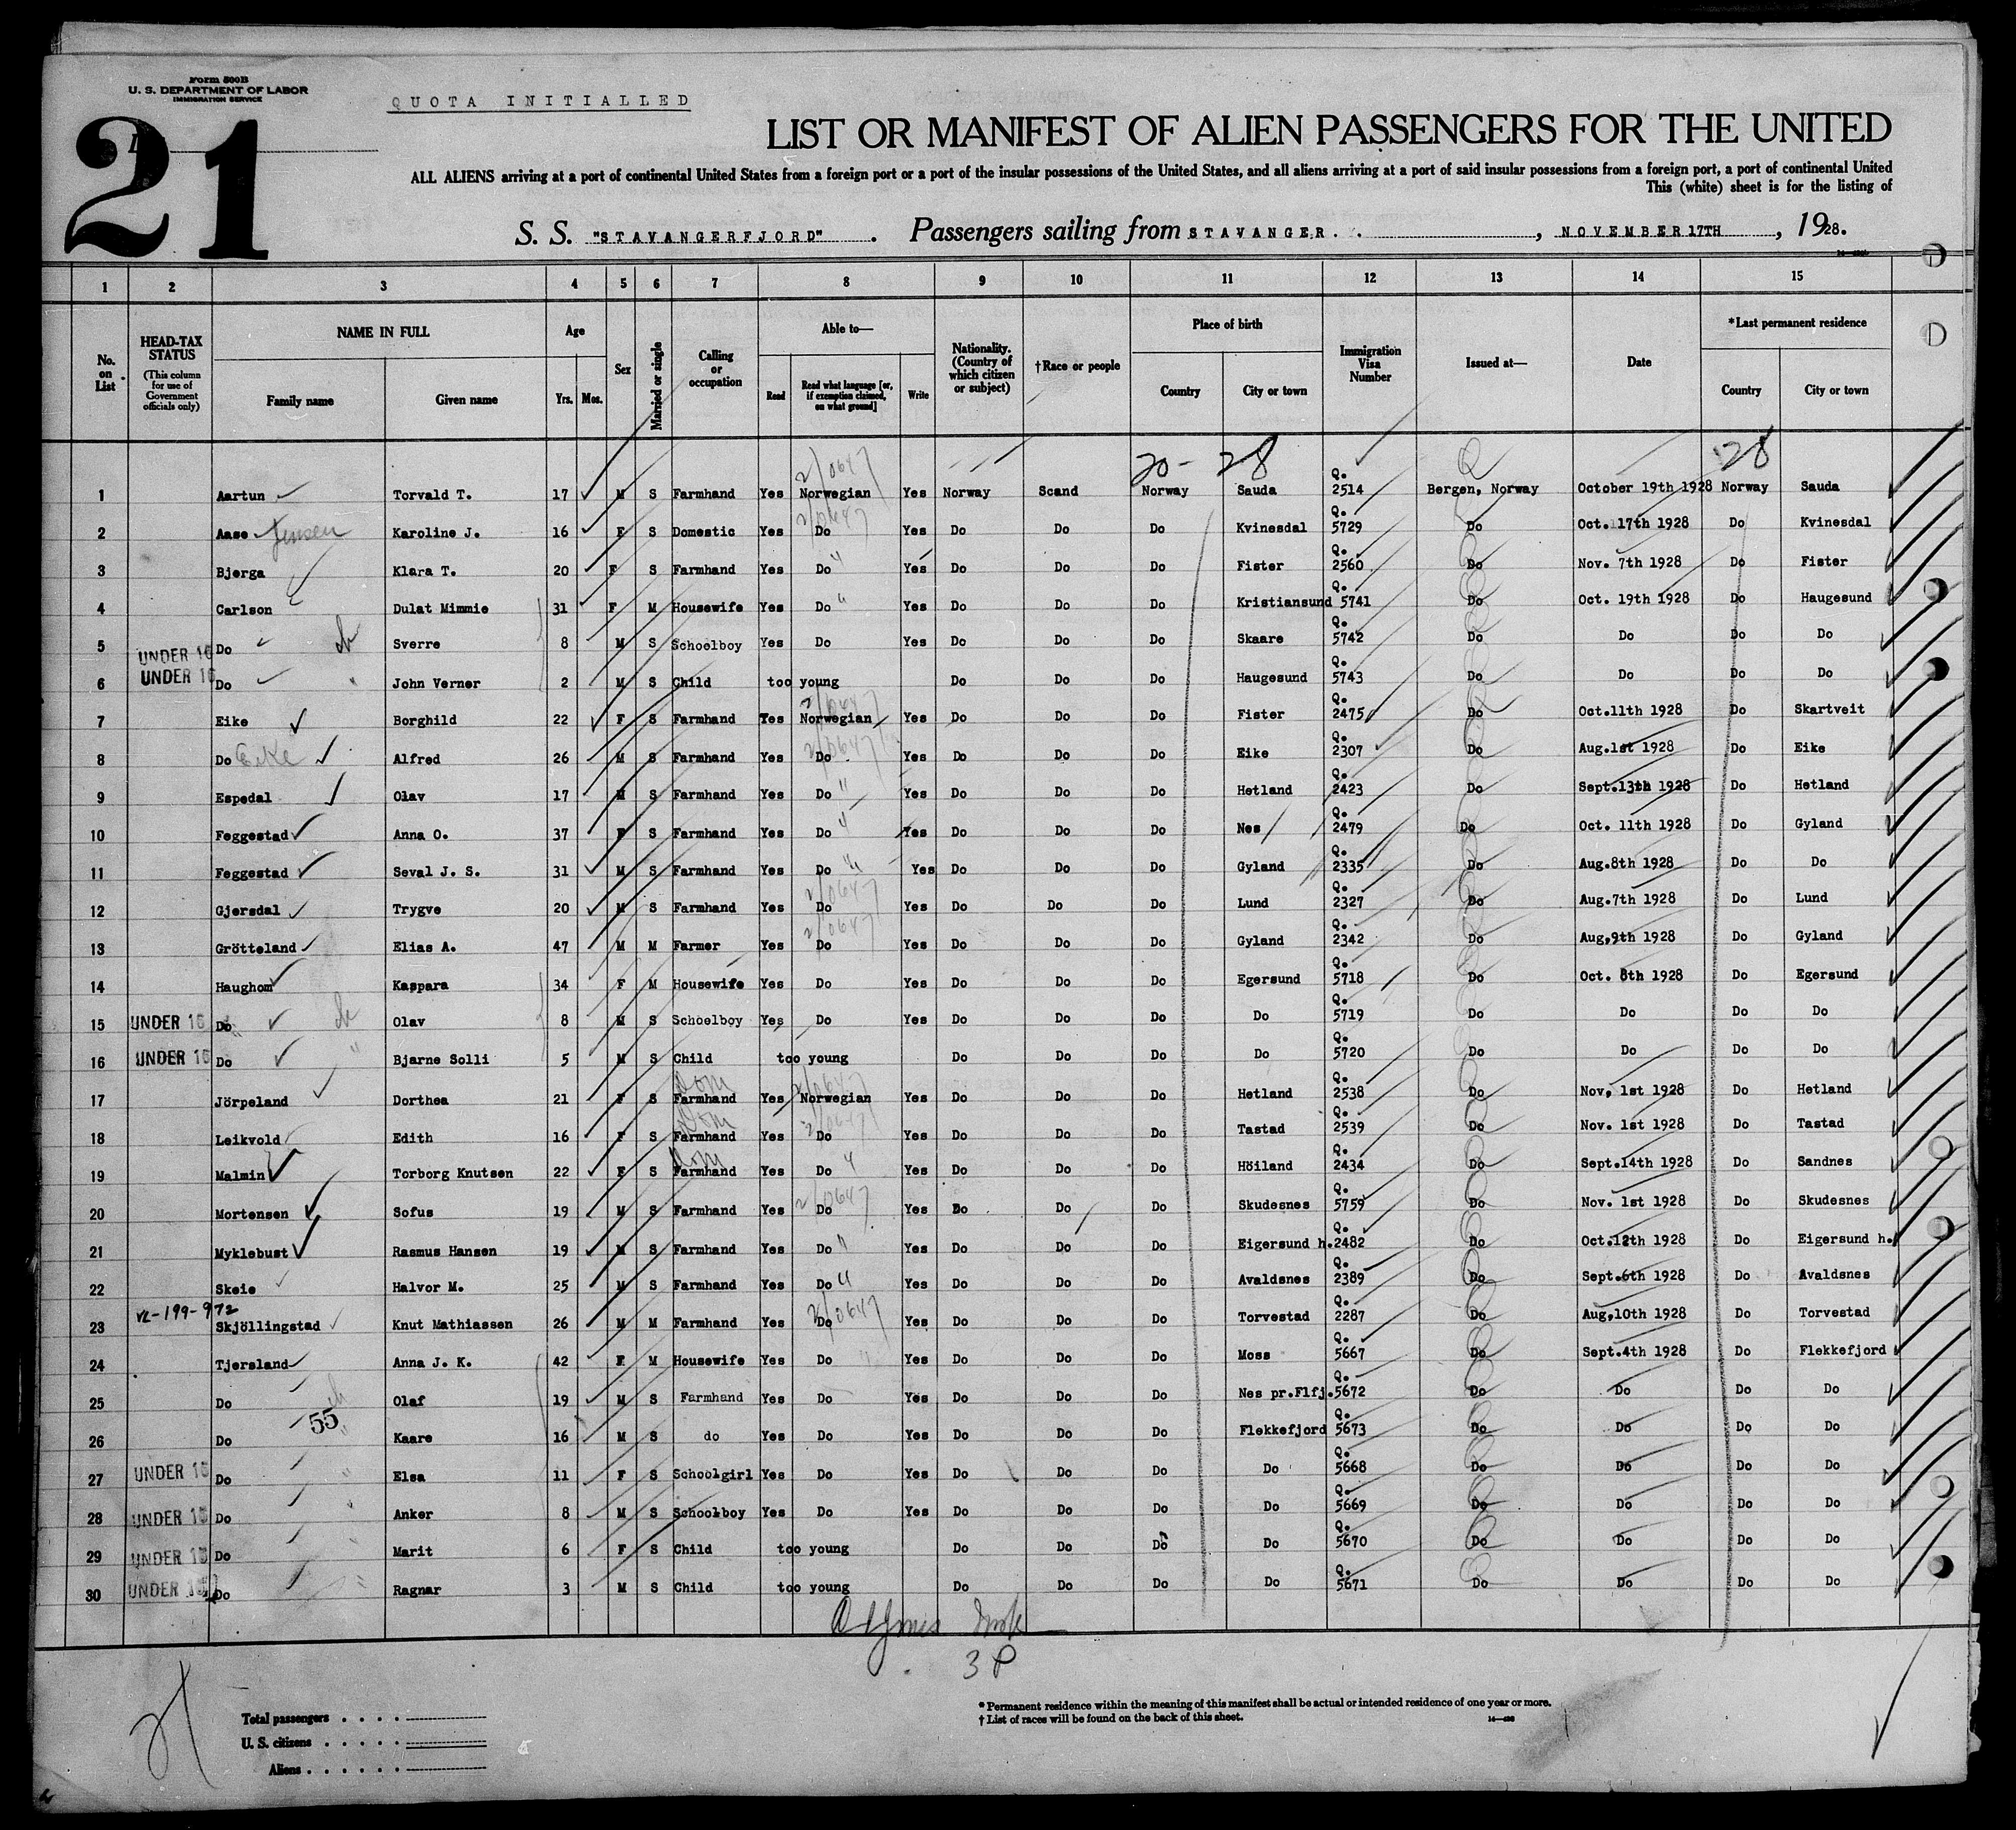 Form 500B
U. S. DEPARTMENT OF LABOR
IMMIGRATION SERVICE
QUOTA INITIALLED
21
LIST OR MANIFEST OF ALIEN PASSENGERS FOR THE UNITED
ALL ALIENS arriving at a port of continental United States from a foreign port or a port of the insular possessions of the United States, and all aliens arriving at a port of said insular possessions from a foreign port, a port of continental United
This (white) sheet is for the listing of
S. S. "STAVANGERFJORD" . Passengers sailing from STAVANGER. , NOVEMBER 17TH , 1928.
1 2 3 4 5 6 7 8 9 10 11 12 13 14 15
No. on List
HEAD-TAX STATUS (This column for use of Government officials only)
NAME IN FULL
Family name Given name
Age
Yrs. Mos.
Sex
Married or single
Calling or occupation
Able to—
Read Read what language [or, if exemption claimed, on what ground] Write
Nationality. (Country of which citizen or subject)
†Race or people
Place of birth
Country City or town
Immigration Visa Number
Issued at—
Date
*Last permanent residence
Country City or town
20- 28 Q 28
1 Aartun Torvald T. 17 M S Farmhand Yes Norwegian Yes Norway Scand Norway Sauda Q. 2514 Bergen, Norway October 19th 1928 Norway Sauda
2 Aase Jensen Karoline J. 16 F S Domestic Yes Do Yes Do Do Do Kvinesdal Q. 5729 Do Oct. 17th 1928 Do Kvinesdal
3 Bjerga Klara T. 20 F S Farmhand Yes Do Yes Do Do Do Fister Q. 2560 Do Nov. 7th 1928 Do Fister
4 Carlson Dulat Mimmie 31 F M Housewife Yes Do Yes Do Do Do Kristiansund Q. 5741 Do Oct. 19th 1928 Do Haugesund
5 UNDER 16 Do Sverre 8 M S Schoolboy Yes Do Yes Do Do Do Skaare Q. 5742 Do Do Do Do
6 UNDER 16 Do John Verner 2 M S Child too young Do Do Do Haugesund Q. 5743 Do Do Do Do
7 Eike Borghild 22 F S Farmhand Yes Norwegian Yes Do Do Do Fister Q. 2475 Do Oct.11th 1928 Do Skartveit
8 Do Eike Alfred 26 M S Farmhand Yes Do Yes Do Do Do Eike Q. 2307 Do Aug.1st 1928 Do Eike
9 Espedal Olav 17 M S Farmhand Yes Do Yes Do Do Do Hetland Q. 2423 Do Sept.13th 1928 Do Hetland
10 Feggestad Anna O. 37 F S Farmhand Yes Do Yes Do Do Do Nes Q. 2479 Do Oct. 11th 1928 Do Gyland
11 Feggestad Seval J. S. 31 M S Farmhand Yes Do Yes Do Do Do Gyland Q. 2335 Do Aug.8th 1928 Do Do
12 Gjersdal Trygve 20 M S Farmhand Yes Do Yes Do Do Do Lund Q. 2327 Do Aug.7th 1928 Do Lund
13 Grötteland Elias A. 47 M M Farmer Yes Do Yes Do Do Do Gyland Q. 2342 Do Aug,9th 1928 Do Gyland
14 Haughom Kaspara 34 F M Housewife Yes Do Yes Do Do Do Egersund Q. 5718 Do Oct. 8th 1928 Do Egersund
15 UNDER 16 Do Olav 8 M S Schoolboy Yes Do Yes Do Do Do Do Q. 5719 Do Do Do Do
16 UNDER 16 Do Bjarne Solli 5 M S Child too young Do Do Do Do Q. 5720 Do Do Do Do
17 Jörpeland Dorthea 21 F S Dom Farmhand Yes Norwegian Yes Do Do Do Hetland Q. 2538 Do Nov, 1st 1928 Do Hetland
18 Leikvold Edith 16 F S Dom Farmhand Yes Do Yes Do Do Do Tastad Q. 2539 Do Nov. 1st 1928 Do Tastad
19 Malmin Torborg Knutsen 22 F S Dom Farmhand Yes Do Yes Do Do Do Höiland Q. 2434 Do Sept.14th 1928 Do Sandnes
20 Mortensen Sofus 19 M S Farmhand Yes Do Yes Do Do Do Skudesnes Q. 5759 Do Nov. 1st 1928 Do Skudesnes
21 Myklebust Rasmus Hansen 19 M S Farmhand Yes Do Yes Do Do Do Eigersund h. Q. 2482 Do Oct.12th 1928 Do Eigersund h.
22 Skeie Halvor M. 25 M S Farmhand Yes Do Yes Do Do Do Avaldsnes Q. 2389 Do Sept.6th 1928 Do Avaldsnes
23 VL-199-972 Skjöllingstad Knut Mathiassen 26 M M Farmhand Yes Do Yes Do Do Do Torvestad Q. 2287 Do Aug,10th 1928 Do Torvestad
24 Tjersland Anna J. K. 42 F M Housewife Yes Do Yes Do Do Do Moss Q. 5667 Do Sept.4th 1928 Do Flekkefjord
25 Do Olaf 19 M S Farmhand Yes Do Yes Do Do Do Nes pr.Flfj. Q. 5672 Do Do Do Do
26 Do 55 Kaare 16 M S do Yes Do Yes Do Do Do Flekkefjord Q. 5673 Do Do Do Do
27 UNDER 16 Do Elsa 11 F S Schoolgirl Yes Do Yes Do Do Do Do Q. 5668 Do Do Do Do
28 UNDER 16 Do Anker 8 M S Schoolboy Yes Do Yes Do Do Do Do Q. 5669 Do Do Do Do
29 UNDER 16 Do Marit 6 F S Child too young Do Do Do Do Q. 5670 Do Do Do Do
30 UNDER 16 Do Ragnar 3 M S Child too young Do Do Do Do Q. 5671 Do Do Do Do
3 P
Total passengers . . . .
U. S. citizens . . . . .
Aliens . . . . . .
* Permanent residence within the meaning of this manifest shall be actual or intended residence of one year or more.
† List of races will be found on the back of this sheet.